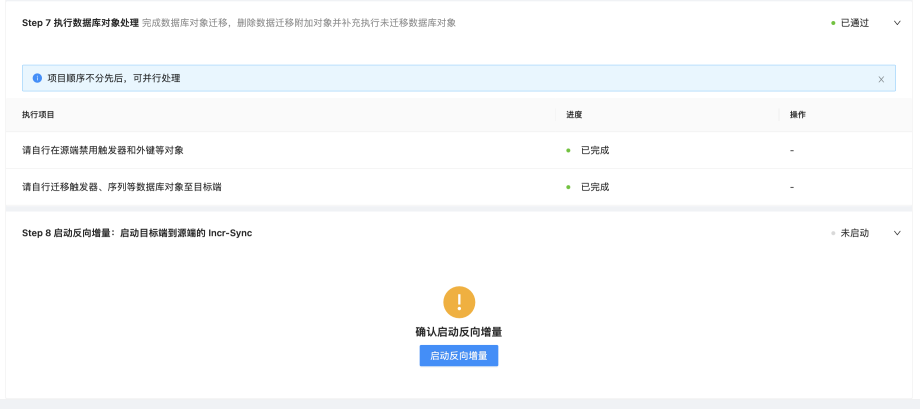 Step 7 执行数据库对象处理 完成数据库对象迁移，删除数据迁移附加对象并补充执行未迁移数据库对象 已通过
项目顺序不分先后，可并行处理
执行项目 进度 操作
请自行在源端禁用触发器和外键等对象 已完成 -
请自行迁移触发器、序列等数据库对象至目标端 已完成 -
Step 8 启动反向增量：启动目标端到源端的 Incr-Sync 未启动
确认启动反向增量
启动反向增量